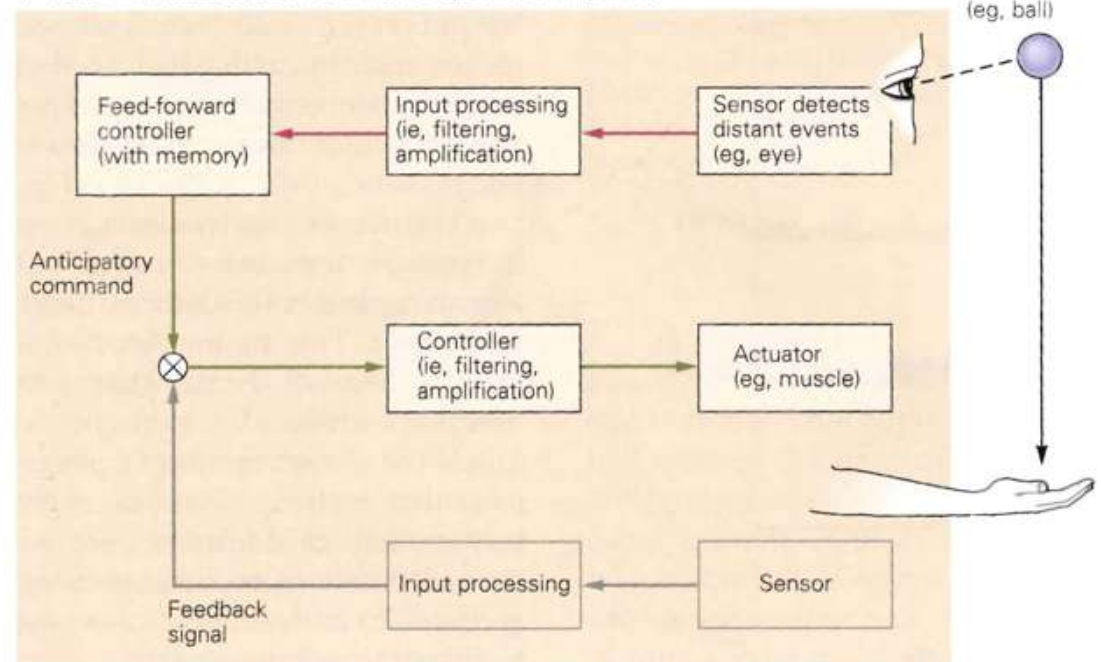 (eg, ball)
Feed-forward
controller
(with memory)
Input processing
(ie, filtering,
amplification)
Sensor detects
distant events
(eg, eye)
Anticipatory
command
Controller
(ie, filtering,
amplification)
Actuator
(eg, muscle)
Input processing
Sensor
Feedback
signal